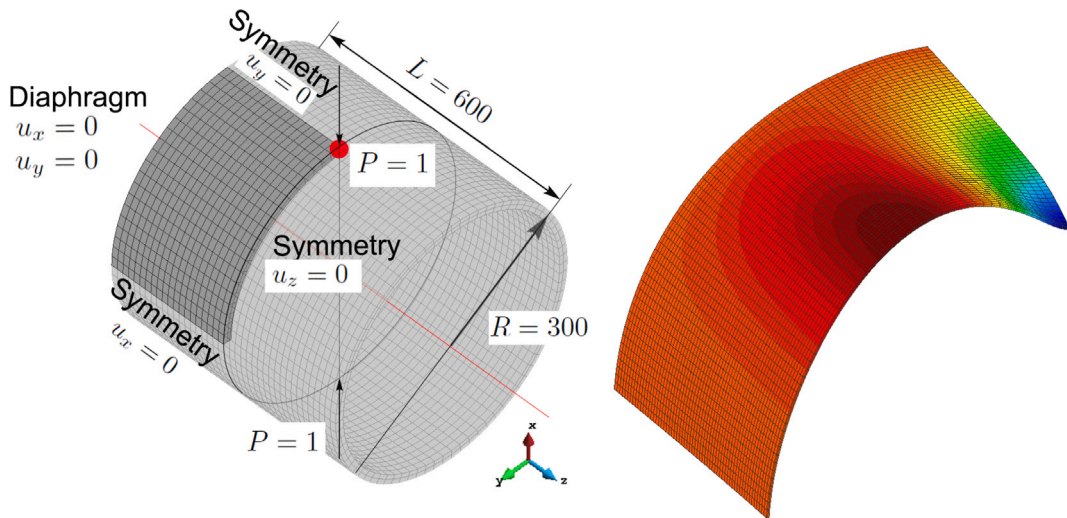 Symmetry
u_y = 0
L = 600
Diaphragm
u_x = 0
u_y = 0
P = 1
Symmetry
u_z = 0
Symmetry
u_x = 0
R = 300
P = 1
x
y
z